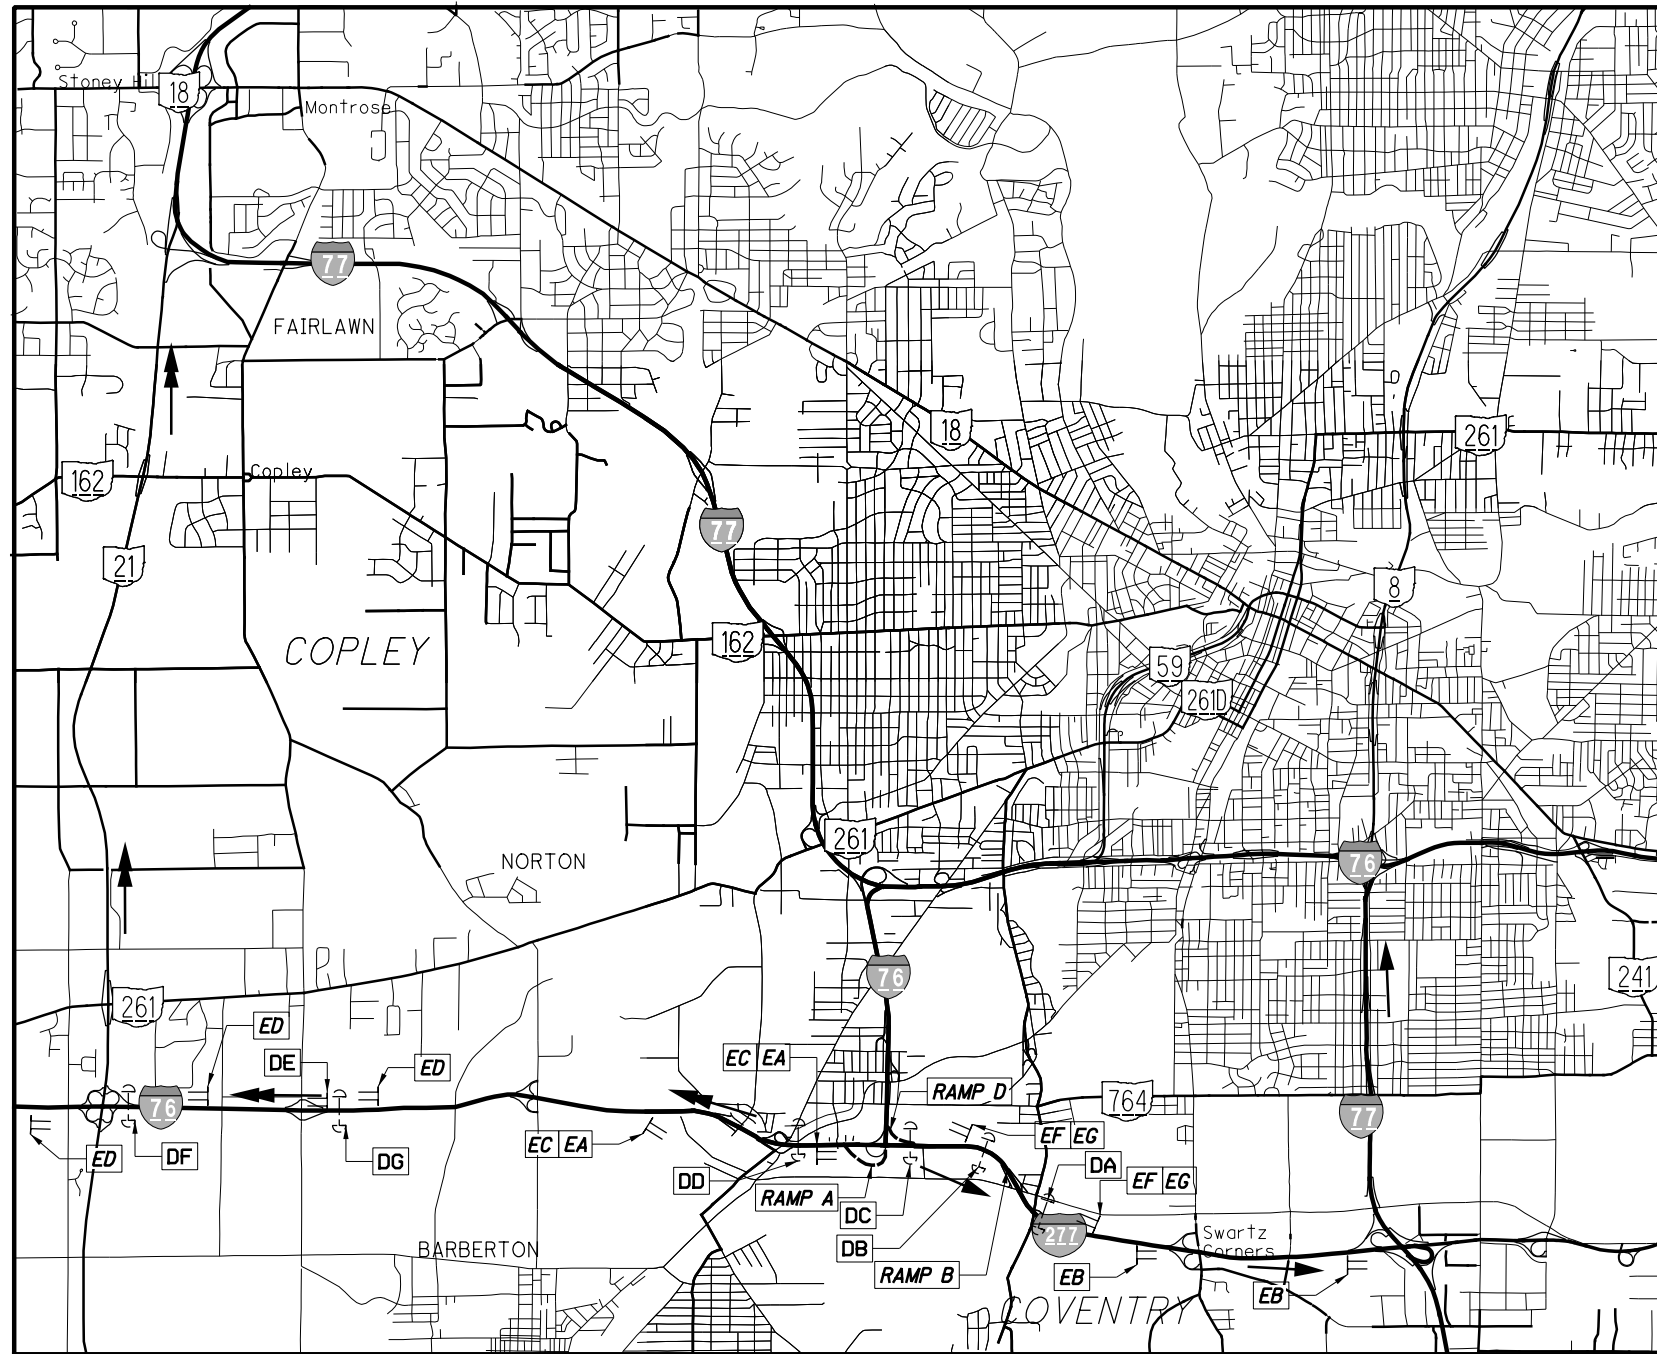 Stoney Hil
18
Montrose
77
FAIRLAWN
18
261
162
Copley
77
21
8
COPLEY
162
59
261D
261
76
NORTON
76
241
261
ED
DE
ED
EC EA
RAMP D
764
76
77
ED
DF
DG
EC EA
EF EG
DD
DA
EF EG
RAMP A
DC
DB
277
Swartz
Corners
BARBERTON
RAMP B
EB
EB
COVENTRY